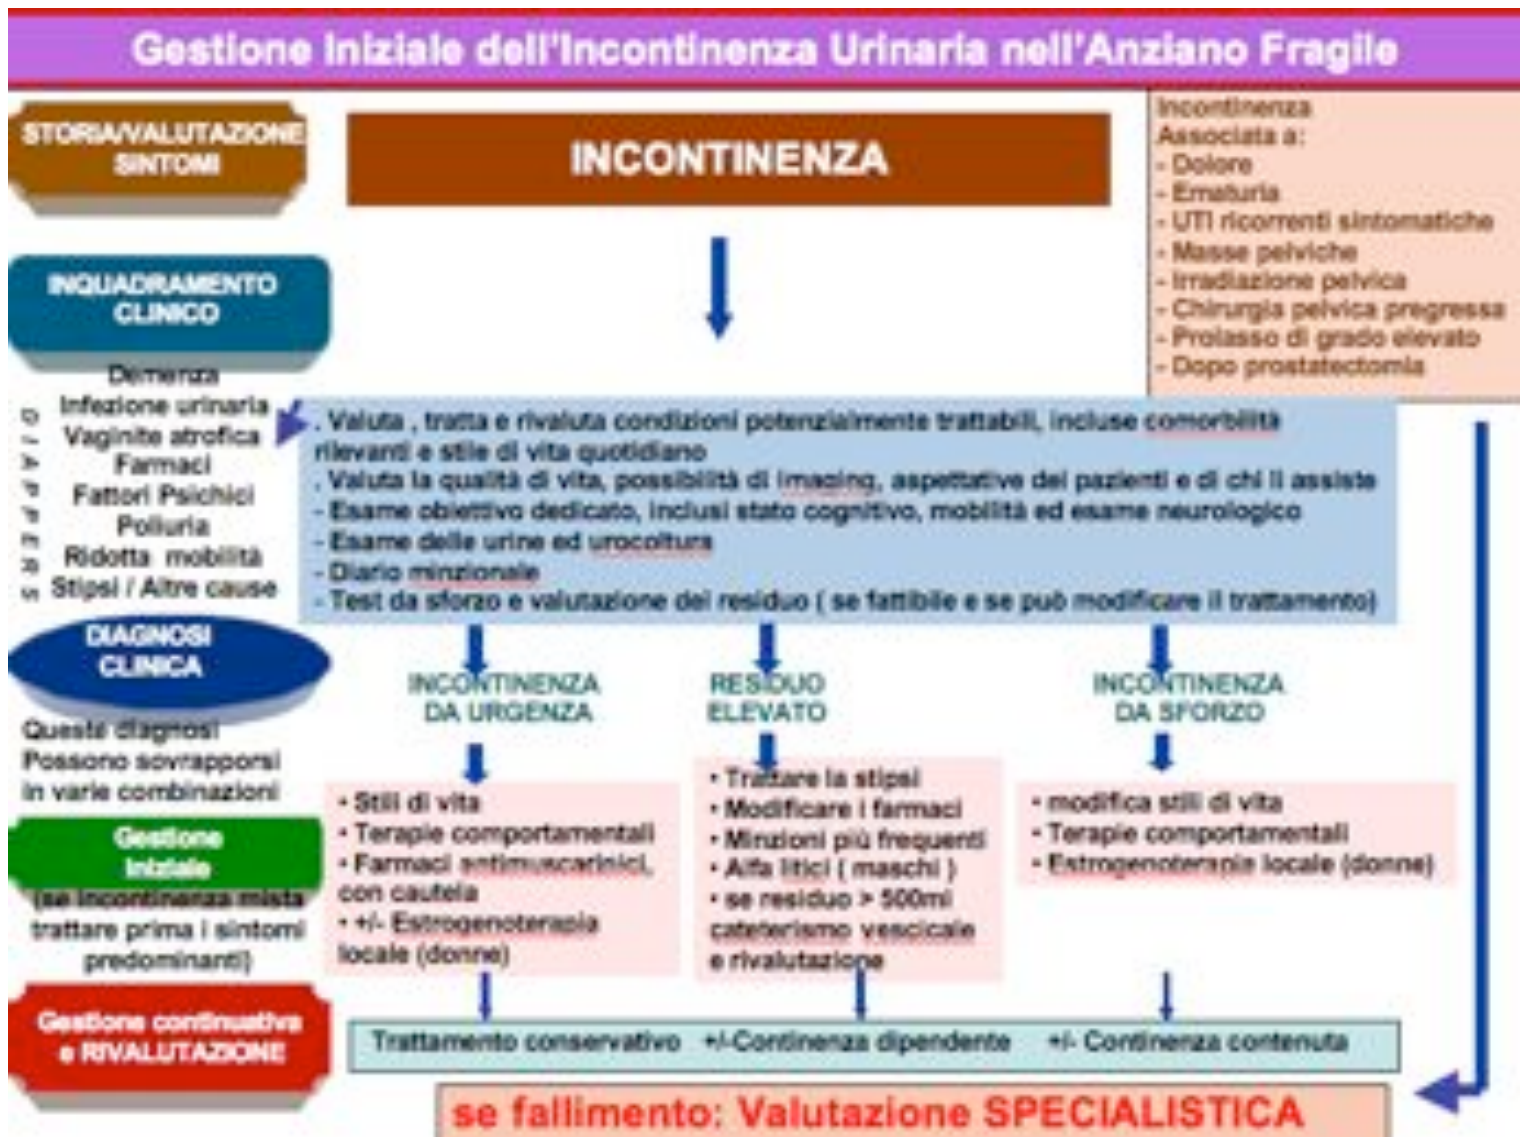 Gestione Iniziale dell'Incontinenza Urinaria nell'Anziano Fragile
STORIA/VALUTAZIONE
SINTOMI
INCONTINENZA
Incontinenza
Associata a:
- Dolore
- Ematuria
- UTI ricorrenti sintomatiche
- Masse pelviche
- Irradiazione pelvica
- Chirurgia pelvica pregressa
- Prolasso di grado elevato
- Dopo prostatectomia
INQUADRAMENTO
CLINICO
Demenza
Infezione urinaria
Vaginite atrofica
Farmaci
Fattori Psichici
Poliuria
Ridotta mobilità
Stipsi / Altre cause
DIAPPERS
. Valuta , tratta e rivaluta condizioni potenzialmente trattabili, incluse comorbilità
rilevanti e stile di vita quotidiano
. Valuta la qualità di vita, possibilità di imaging, aspettative dei pazienti e di chi li assiste
- Esame obiettivo dedicato, inclusi stato cognitivo, mobilità ed esame neurologico
- Esame delle urine ed urocoltura
- Diario minzionale
- Test da sforzo e valutazione del residuo ( se fattibile e se può modificare il trattamento)
DIAGNOSI
CLINICA
Queste diagnosi
Possono sovrapporsi
in varie combinazioni
INCONTINENZA
DA URGENZA
RESIDUO
ELEVATO
INCONTINENZA
DA SFORZO
Gestione
Iniziale
(se incontinenza mista
trattare prima i sintomi
predominanti)
• Stili di vita
• Terapie comportamentali
• Farmaci antimuscarinici,
con cautela
• +/- Estrogenoterapia
locale (donne)
• Trattare la stipsi
• Modificare i farmaci
• Minzioni più frequenti
• Alfa litici ( maschi )
• se residuo > 500ml
cateterismo vescicale
e rivalutazione
• modifica stili di vita
• Terapie comportamentali
• Estrogenoterapia locale (donne)
Gestione continuativa
e RIVALUTAZIONE
Trattamento conservativo +/-Continenza dipendente +/- Continenza contenuta
se fallimento: Valutazione SPECIALISTICA